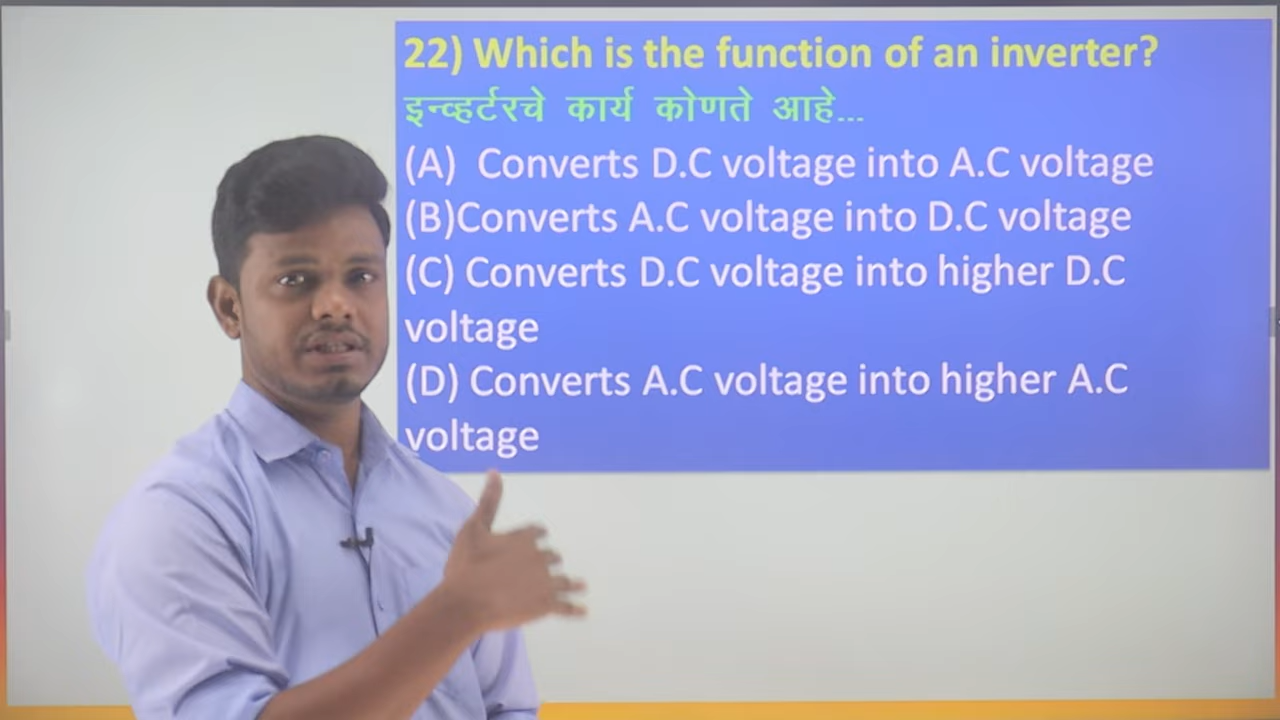 22) Which is the function of an inverter?
इन्व्हर्टरचे कार्य कोणते आहे...
(A) Converts D.C voltage into A.C voltage
(B)Converts A.C voltage into D.C voltage
(C) Converts D.C voltage into higher D.C
voltage
(D) Converts A.C voltage into higher A.C
voltage